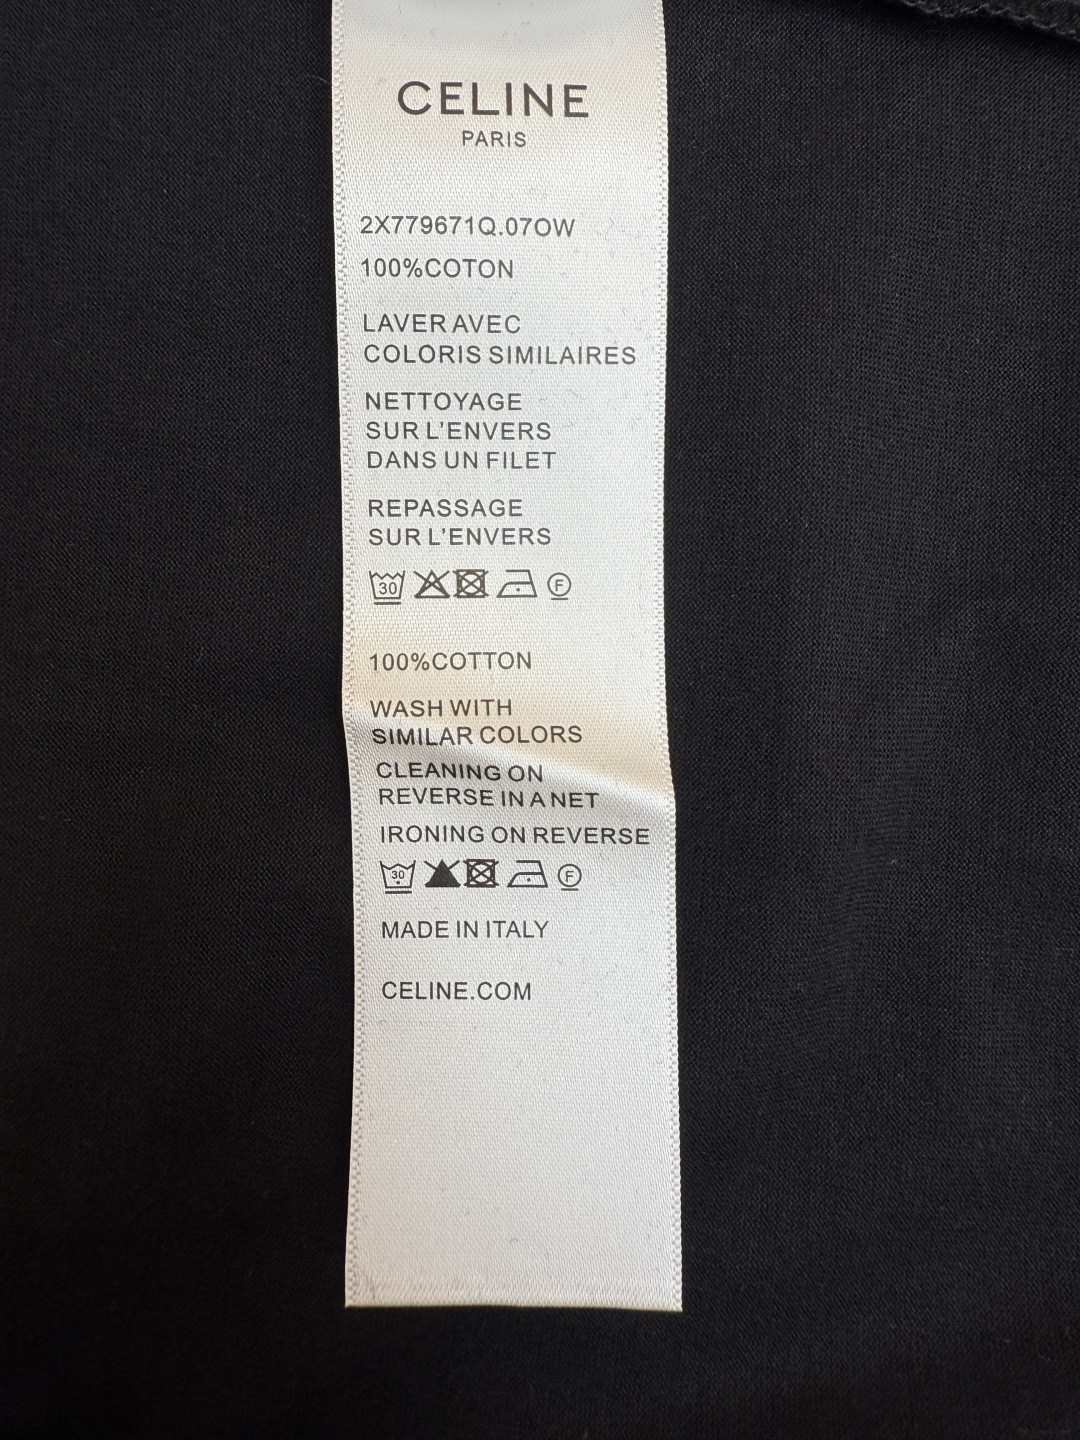 CELINE
PARIS
2X779671Q.07OW
100%COTON
LAVER AVEC
COLORIS SIMILAIRES
NETTOYAGE
SUR L'ENVERS
DANS UN FILET
REPASSAGE
SUR L'ENVERS
30 F
100%COTTON
WASH WITH
SIMILAR COLORS
CLEANING ON
REVERSE IN A NET
IRONING ON REVERSE
30 F
MADE IN ITALY
CELINE.COM